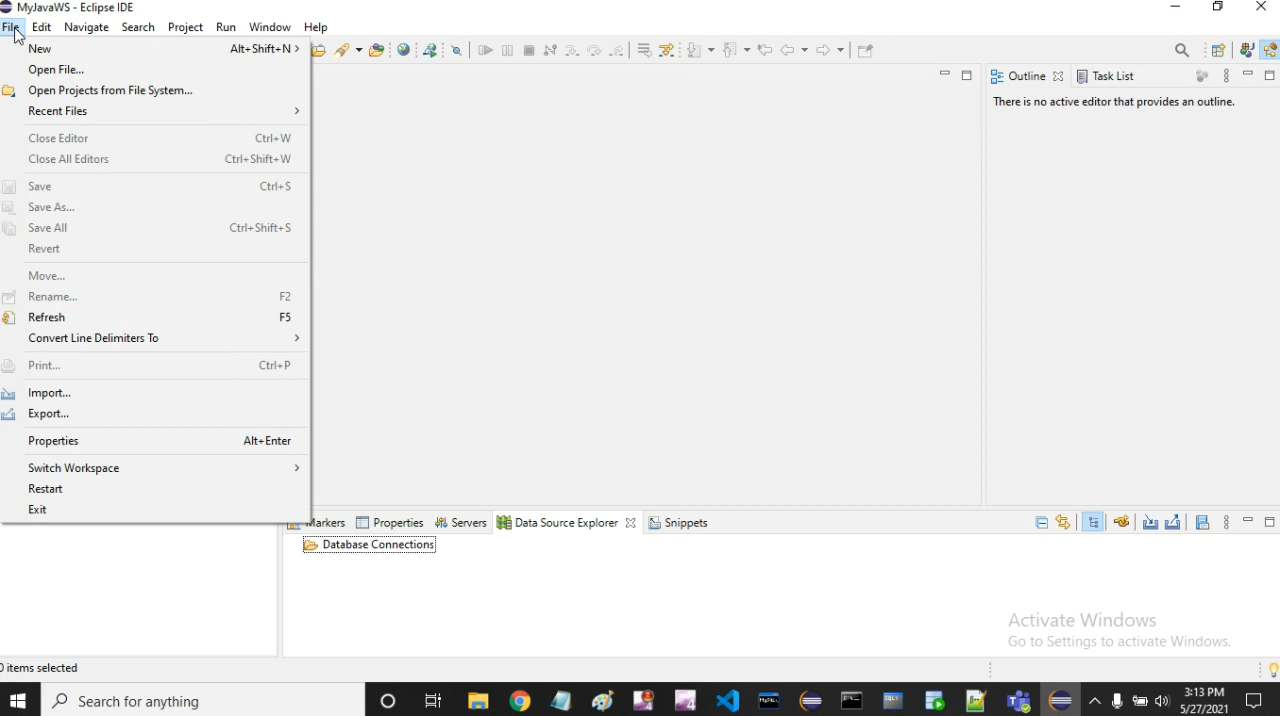 MyJavaWS - Eclipse IDE
File Edit Navigate Search Project Run Window Help
New Alt+Shift+N
Open File...
Open Projects from File System...
Recent Files
Close Editor Ctrl+W
Close All Editors Ctrl+Shift+W
Save Ctrl+S
Save As...
Save All Ctrl+Shift+S
Revert
Move...
Rename... F2
Refresh F5
Convert Line Delimiters To
Print... Ctrl+P
Import...
Export...
Properties Alt+Enter
Switch Workspace
Restart
Exit
Outline Task List
There is no active editor that provides an outline.
Markers Properties Servers Data Source Explorer Snippets
Database Connections
Activate Windows
Go to Settings to activate Windows.
0 items selected
Search for anything
3:13 PM
5/27/2021